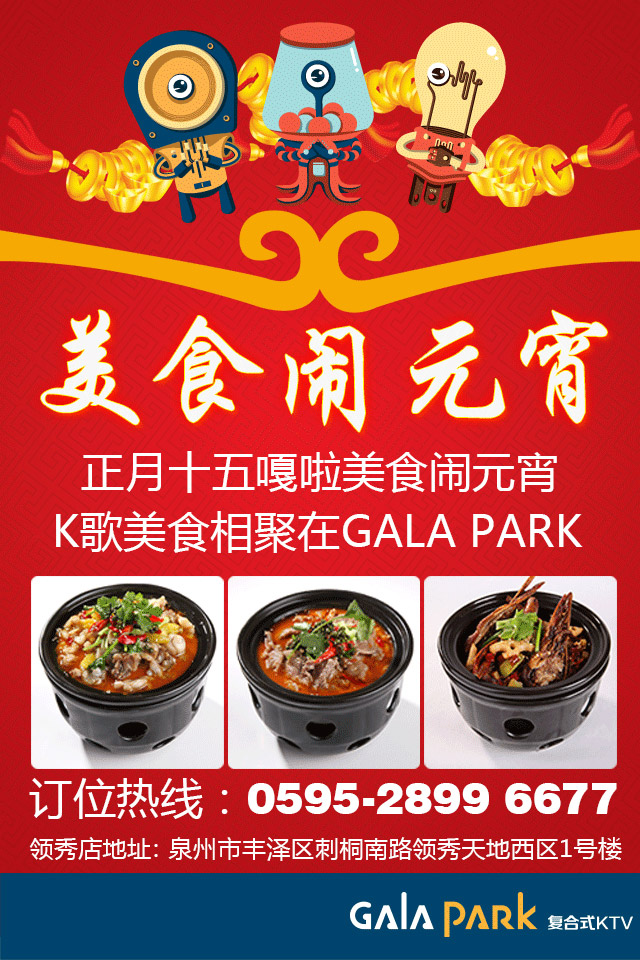 美食闹元宵
正月十五嘎啦美食闹元宵
K歌美食相聚在GALA PARK
订位热线：0595-2899 6677
领秀店地址: 泉州市丰泽区刺桐南路领秀天地西区1号楼
GALA PARK 复合式KTV